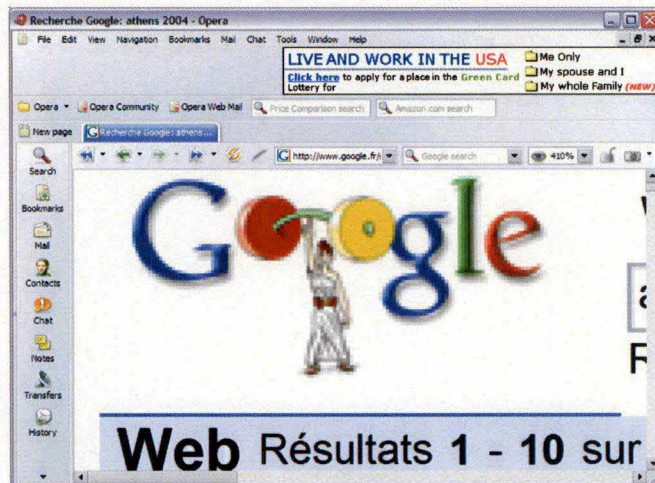 Recherche Google: athens 2004 - Opera
File Edit View Navigation Bookmarks Mail Chat Tools Window Help
LIVE AND WORK IN THE USA
Click here to apply for a place in the Green Card
Lottery for
Me Only
My spouse and I
My whole Family (NEW)
Opera Opera Community Opera Web Mail Price Comparison search Amazon.com search
New page Recherche Google: athens...
http://www.google.fr/ Google search 410%
Search
Bookmarks
Mail
Contacts
Chat
Notes
Transfers
History
Google
Web Résultats 1 - 10 sur